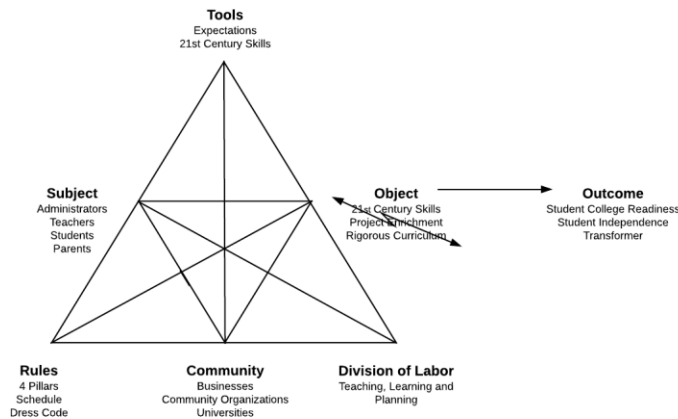 Tools
Expectations
21st Century Skills
Subject
Administrators
Teachers
Students
Parents
Object
21st Century Skills
Project Enrichment
Rigorous Curriculum
Outcome
Student College Readiness
Student Independence
Transformer
Rules
4 Pillars
Schedule
Dress Code
Community
Businesses
Community Organizations
Universities
Division of Labor
Teaching, Learning and
Planning